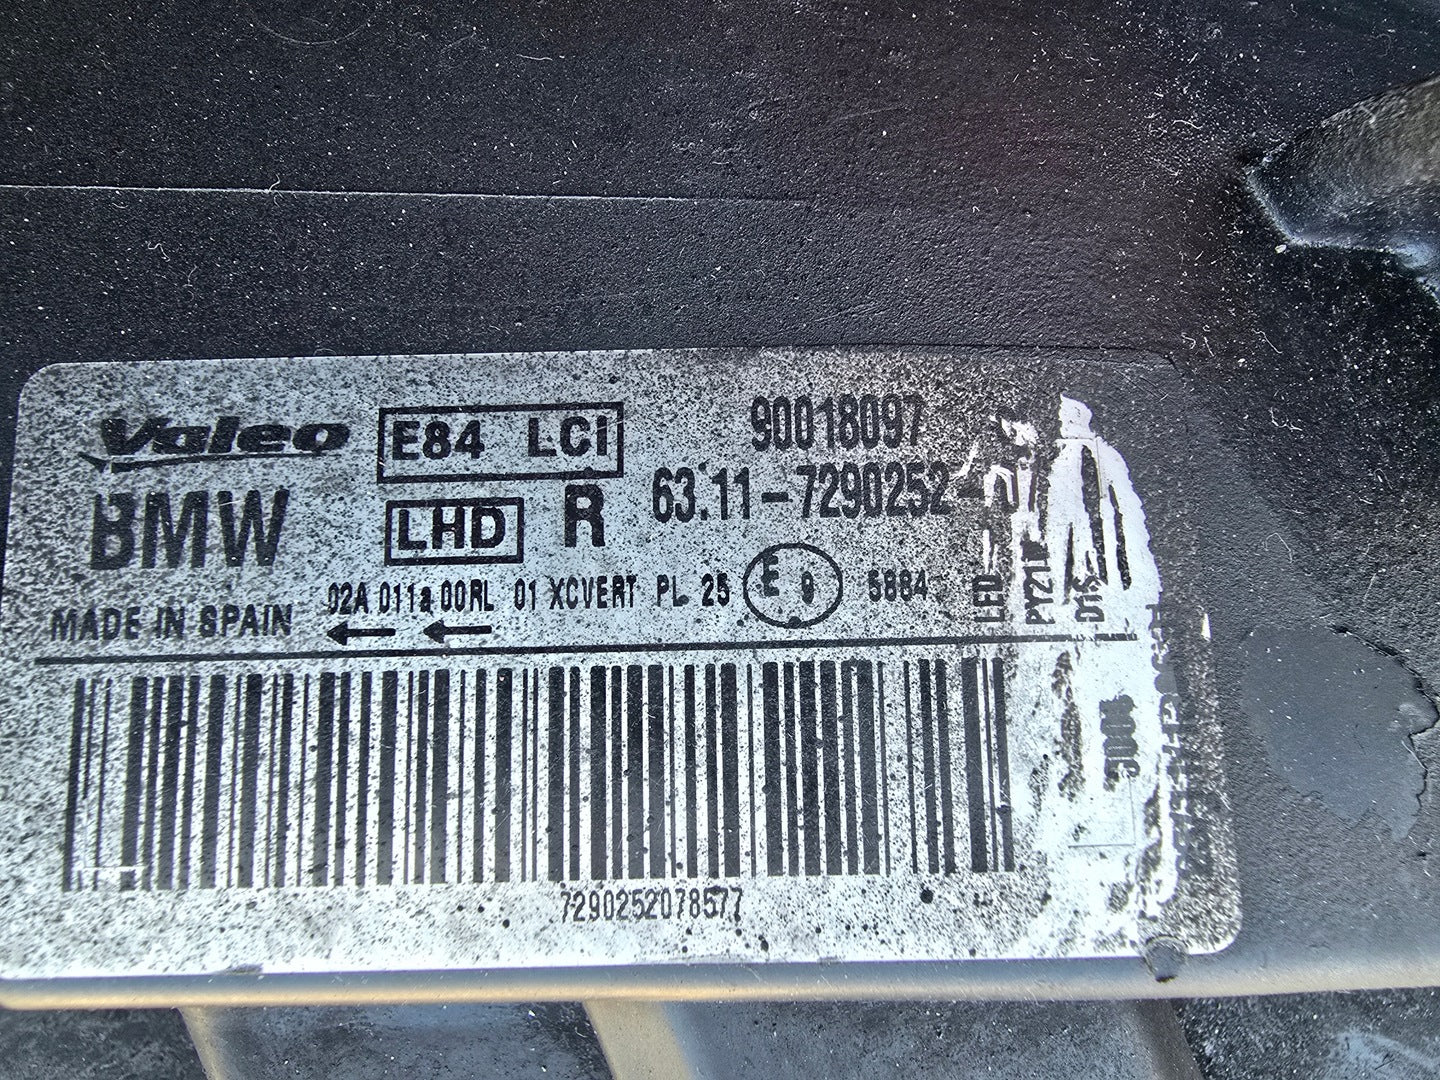 Valeo E84 LCI 90018097
BMW LHD R 63.11-7290252
02A 011a 00RL 01 XCVERT PL 25 E 9 5884
MADE IN SPAIN
LED
PY21W
D1S
7290252078577